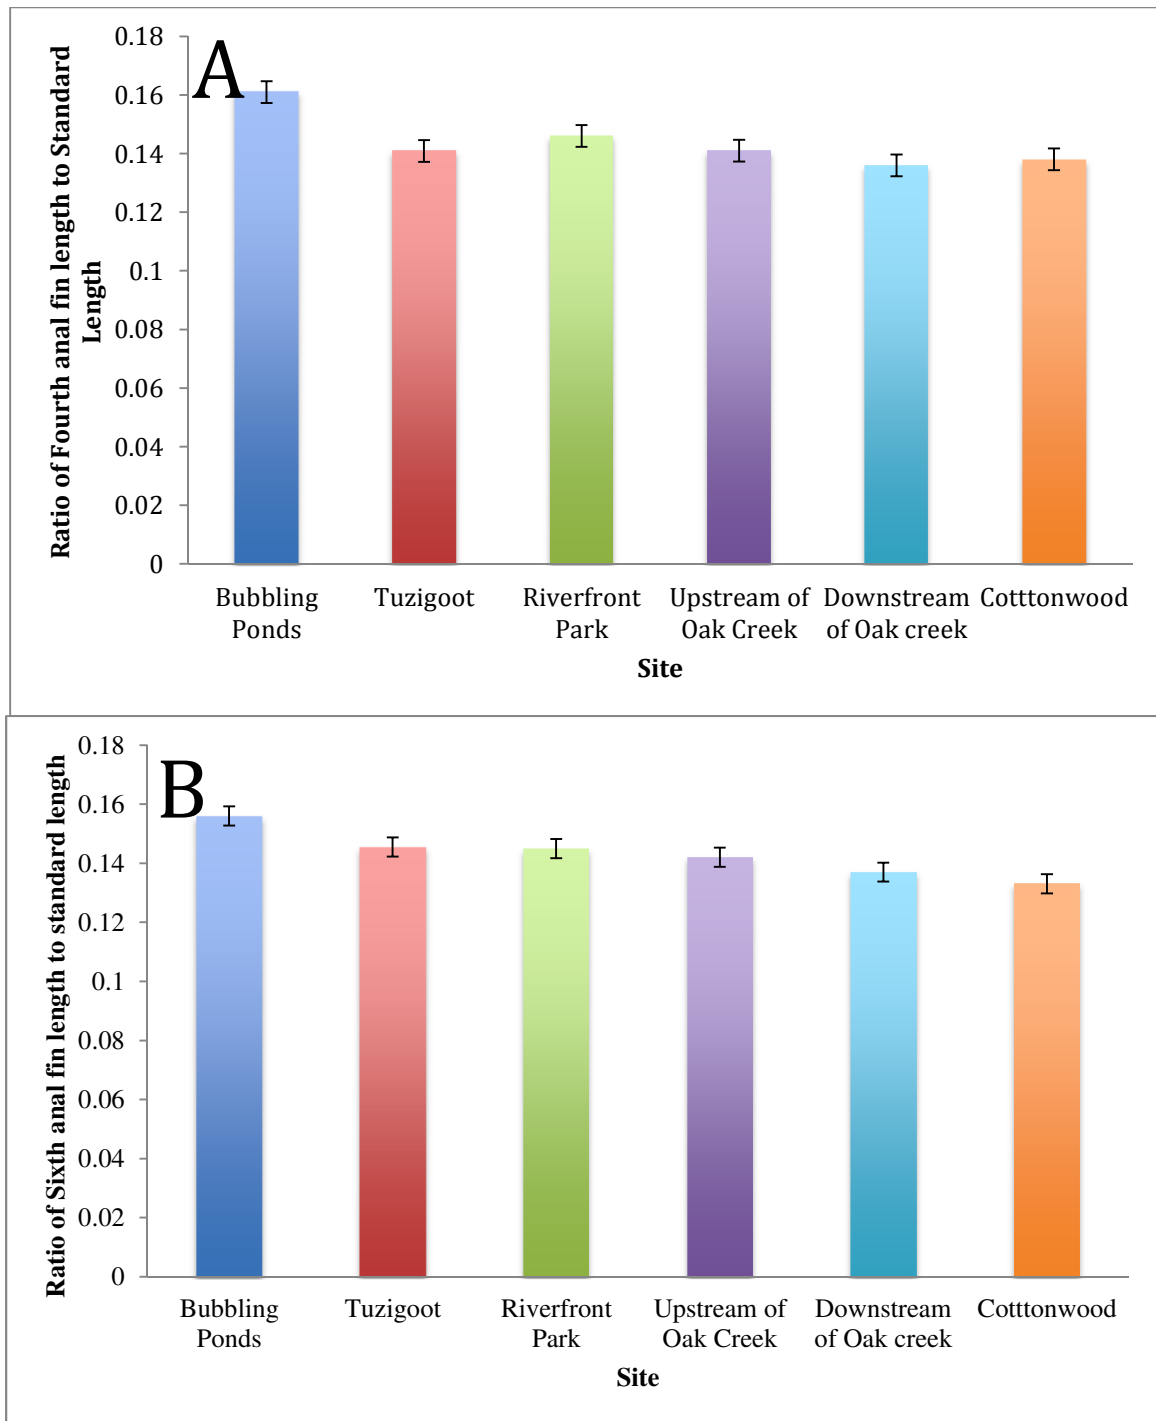 A
Ratio of Fourth anal fin length to Standard
Length
0.18
0.16
0.14
0.12
0.1
0.08
0.06
0.04
0.02
0
Bubbling
Ponds
Tuzigoot
Riverfront
Park
Upstream of
Oak Creek
Downstream
of Oak creek
Cotttonwood
Site
B
Ratio of Sixth anal fin length to standard length
0.18
0.16
0.14
0.12
0.1
0.08
0.06
0.04
0.02
0
Bubbling
Ponds
Tuzigoot
Riverfront
Park
Upstream of
Oak Creek
Downstream
of Oak creek
Cotttonwood
Site